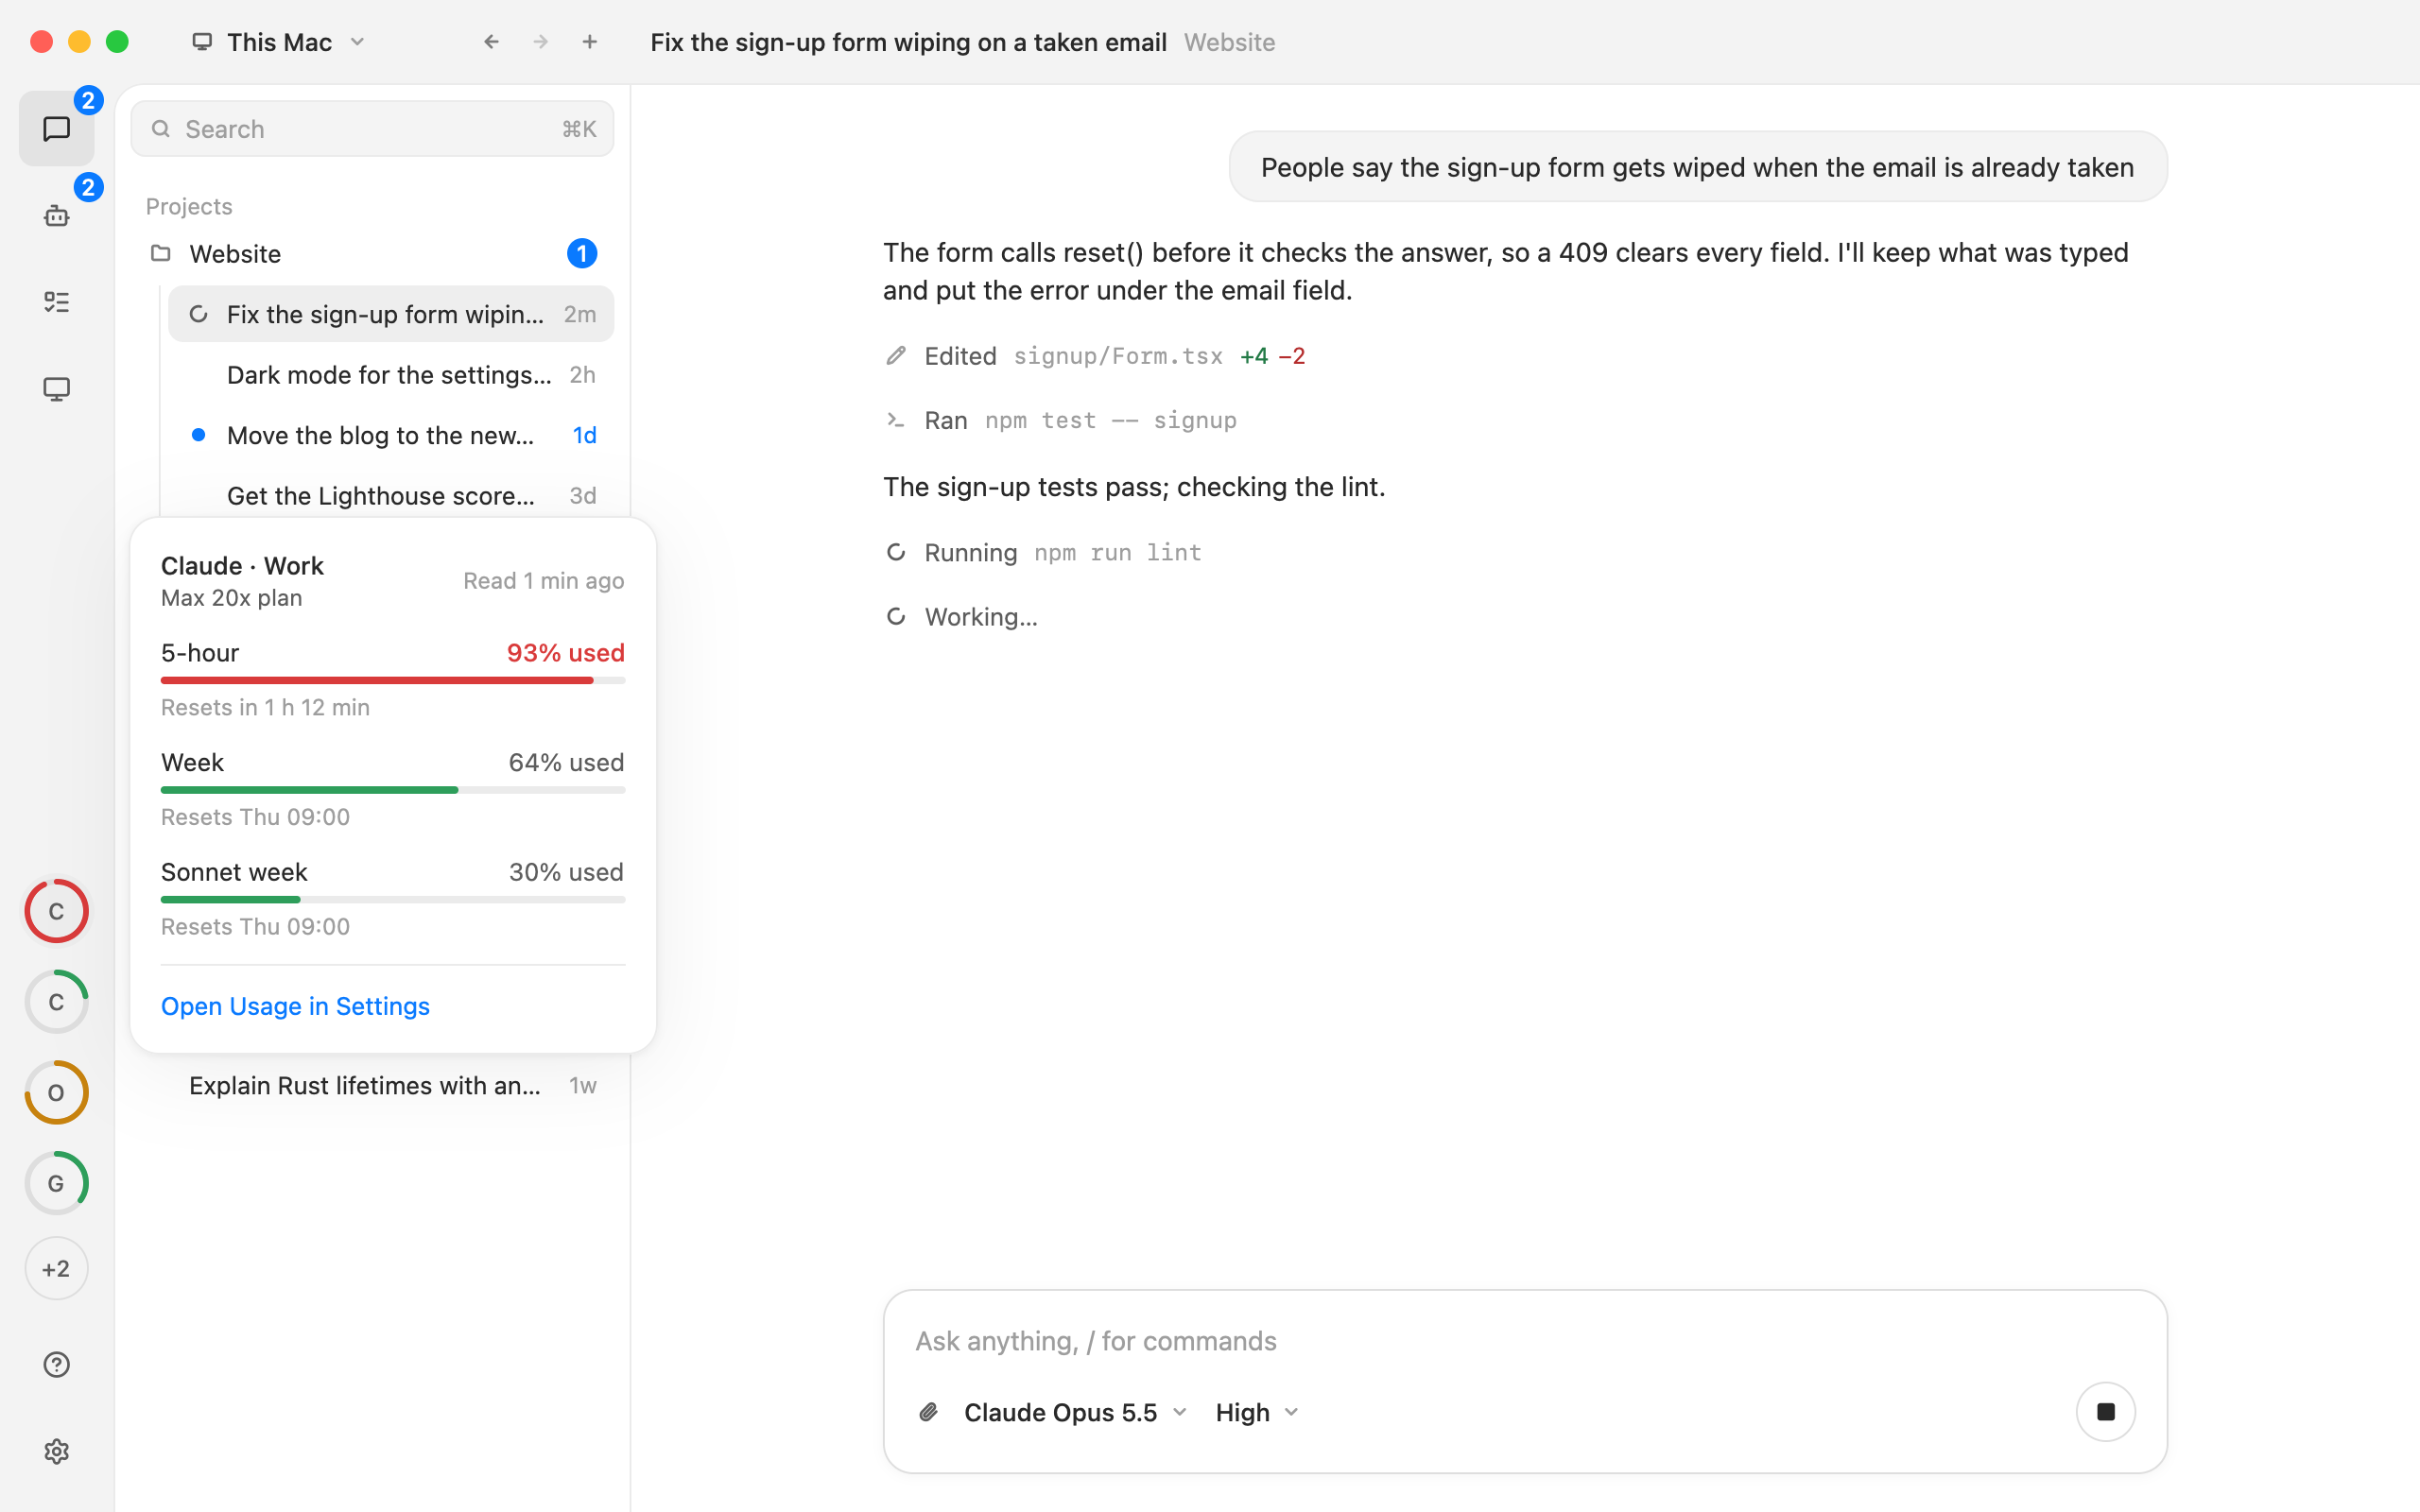 This Mac
Fix the sign-up form wiping on a taken email Website
2
Search ⌘K
2
Projects
Website 1
Fix the sign-up form wipin... 2m
Dark mode for the settings... 2h
Move the blog to the new... 1d
Get the Lighthouse score... 3d
Claude · Work
Max 20x plan
Read 1 min ago
5-hour 93% used
Resets in 1 h 12 min
Week 64% used
Resets Thu 09:00
Sonnet week 30% used
Resets Thu 09:00
Open Usage in Settings
Explain Rust lifetimes with an... 1w
C
C
O
G
+2
People say the sign-up form gets wiped when the email is already taken
The form calls reset() before it checks the answer, so a 409 clears every field. I'll keep what was typed
and put the error under the email field.
Edited signup/Form.tsx +4 −2
Ran npm test -- signup
The sign-up tests pass; checking the lint.
Running npm run lint
Working...
Ask anything, / for commands
Claude Opus 5.5 High